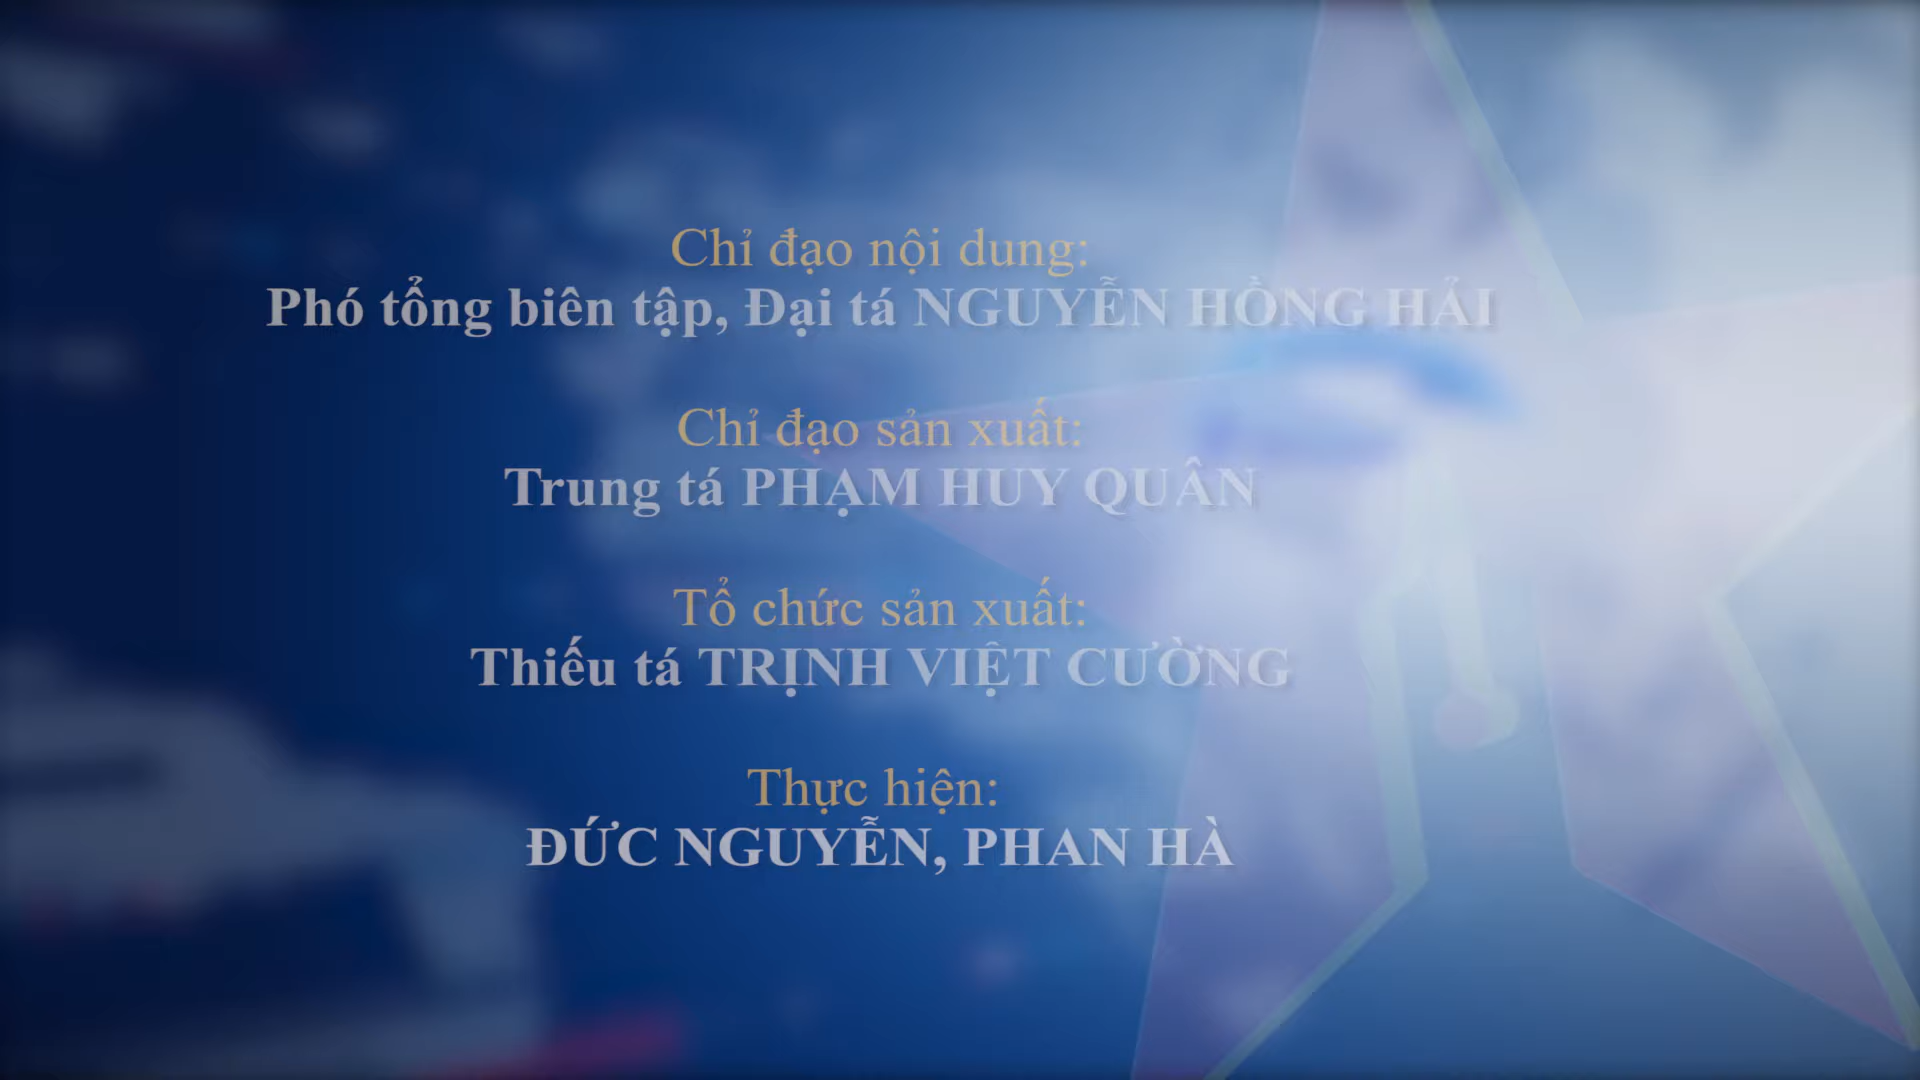 Chỉ đạo nội dung:
Phó tổng biên tập, Đại tá NGUYỄN HỒNG HẢI
Chỉ đạo sản xuất:
Trung tá PHẠM HUY QUÂN
Tổ chức sản xuất:
Thiếu tá TRỊNH VIỆT CƯỜNG
Thực hiện:
ĐỨC NGUYỄN, PHAN HÀ